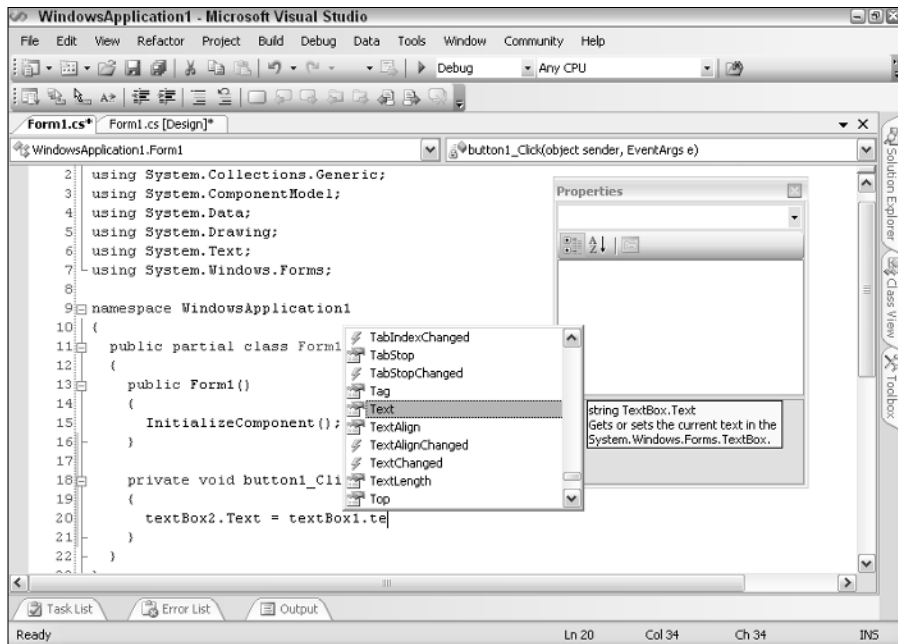 WindowsApplication1 - Microsoft Visual Studio
File Edit View Refactor Project Build Debug Data Tools Window Community Help
Debug Any CPU
Form1.cs* Form1.cs [Design]*
WindowsApplication1.Form1 button1_Click(object sender, EventArgs e)
2 using System.Collections.Generic;
3 using System.ComponentModel;
4 using System.Data;
5 using System.Drawing;
6 using System.Text;
7 using System.Windows.Forms;
8
9 namespace WindowsApplication1
10 {
11 public partial class Form1
12 {
13 public Form1()
14 {
15 InitializeComponent();
16 }
17
18 private void button1_Cli
19 {
20 textBox2.Text = textBox1.te
21 }
22 }
TabIndexChanged
TabStop
TabStopChanged
Tag
Text
TextAlign
TextAlignChanged
TextChanged
TextLength
Top
Properties
string TextBox.Text
Gets or sets the current text in the
System.Windows.Forms.TextBox.
Solution Explorer
Class View
Toolbox
Task List Error List Output
Ready Ln 20 Col 34 Ch 34 INS